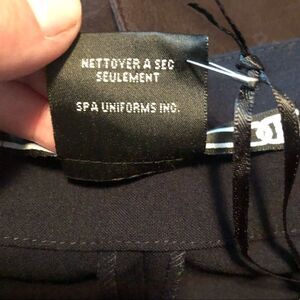 NETTOYER A SEC
SEULEMENT
SPA UNIFORMS INC.